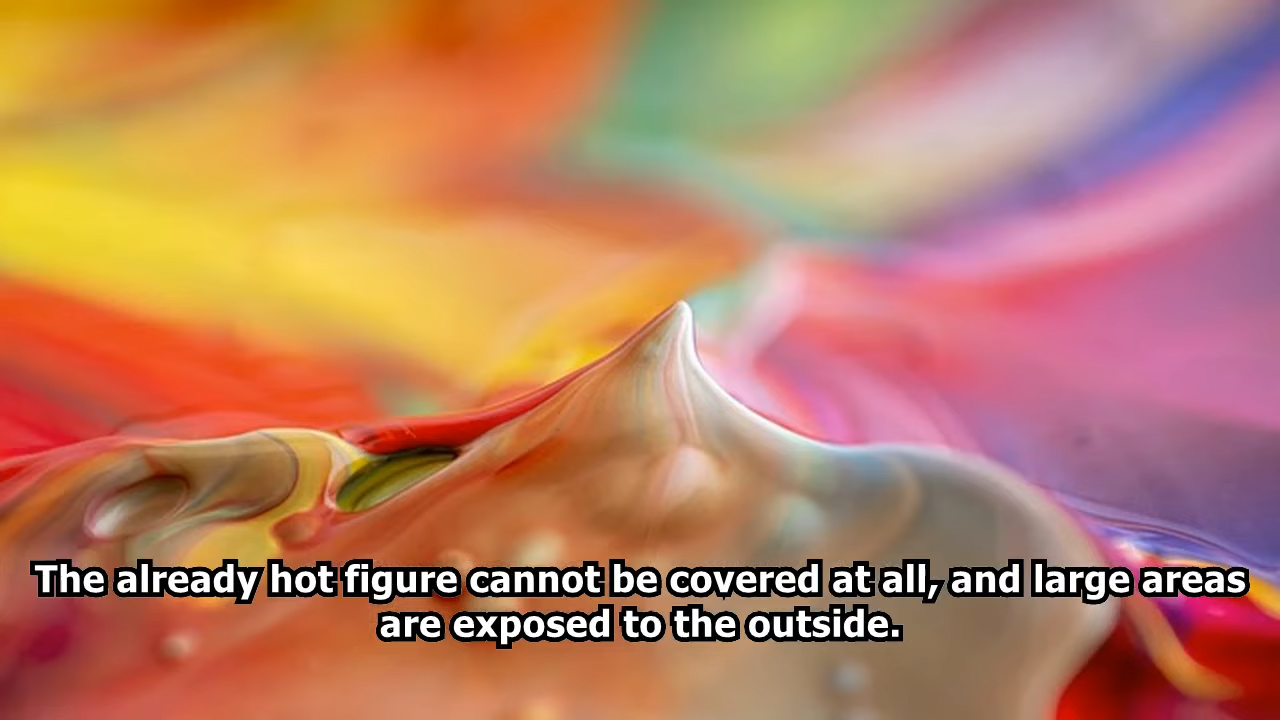 The already hot figure cannot be covered at all, and large areas
are exposed to the outside.